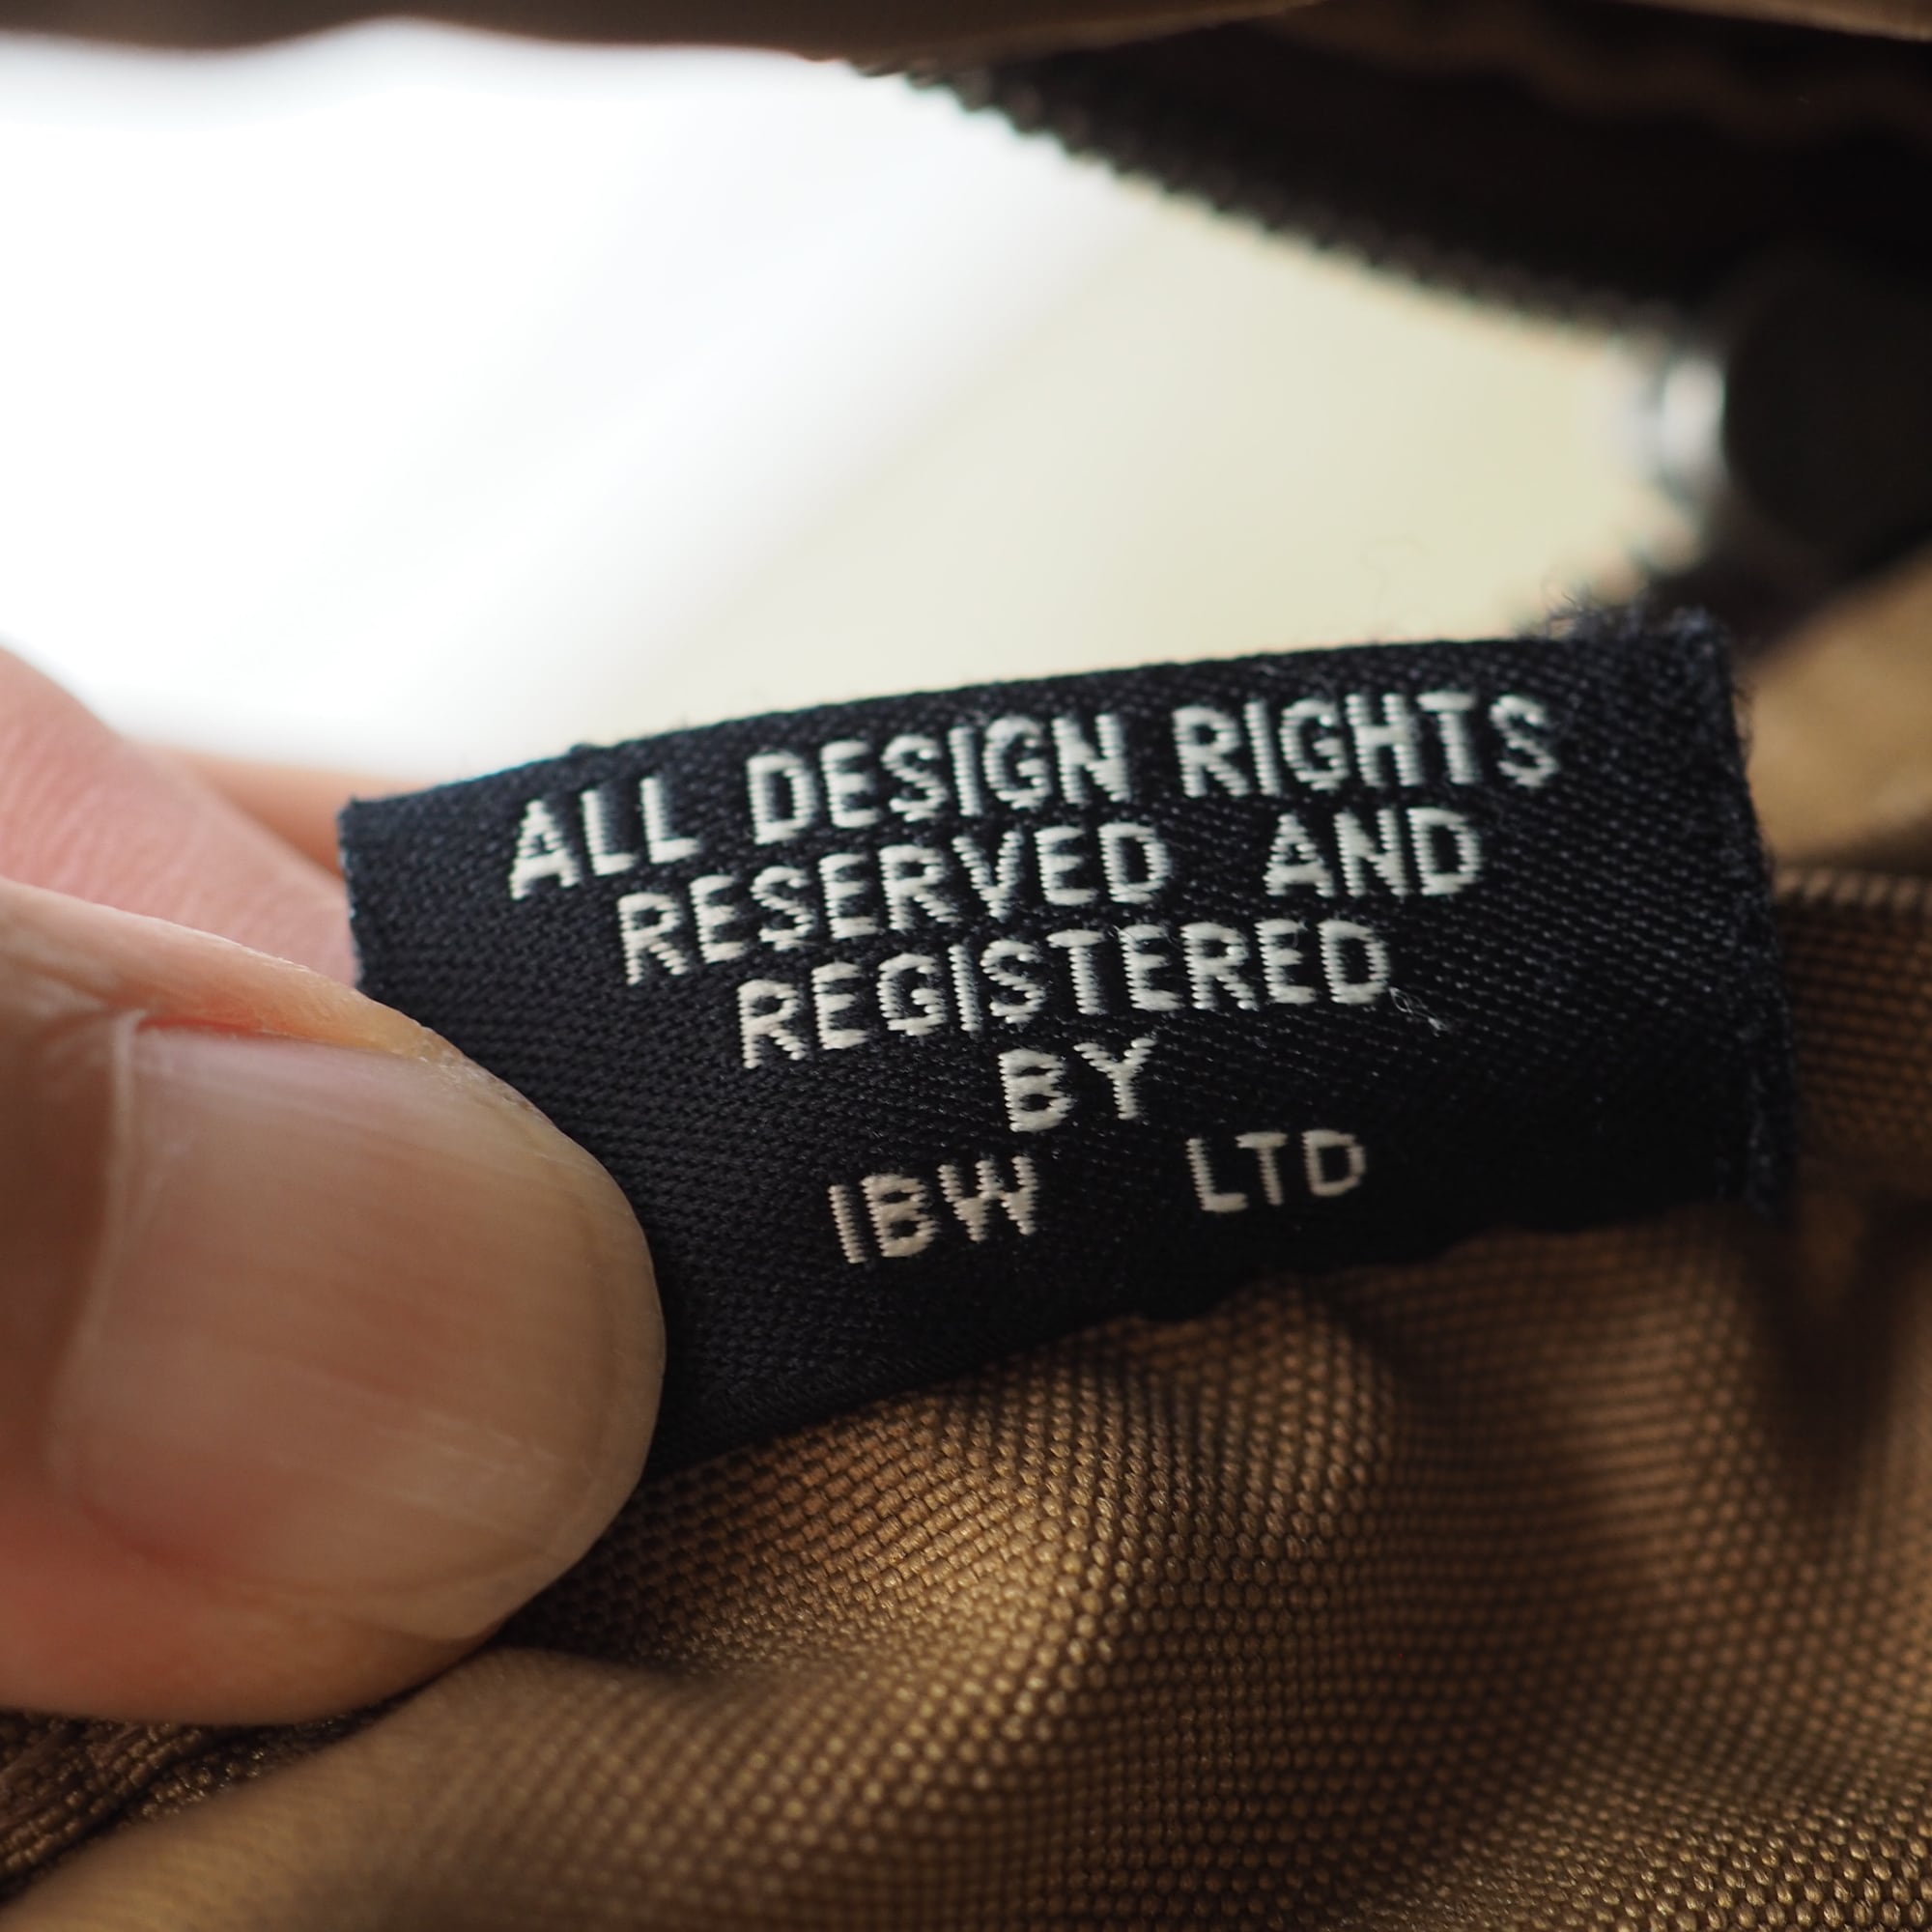 ALL DESIGN RIGHTS
RESERVED AND
REGISTERED
BY
IBW LTD